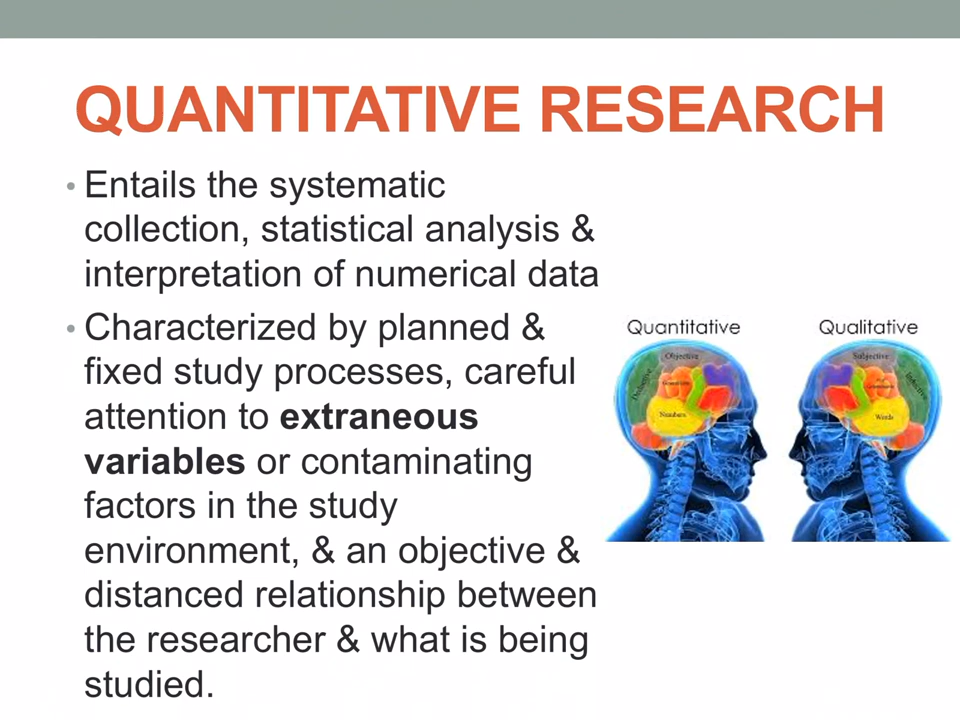 QUANTITATIVE RESEARCH
• Entails the systematic
collection, statistical analysis &
interpretation of numerical data
• Characterized by planned &
fixed study processes, careful
attention to extraneous
variables or contaminating
factors in the study
environment, & an objective &
distanced relationship between
the researcher & what is being
studied.
Quantitative
Objective
Deductive
Numbers
Qualitative
Subjective
Inductive
Words